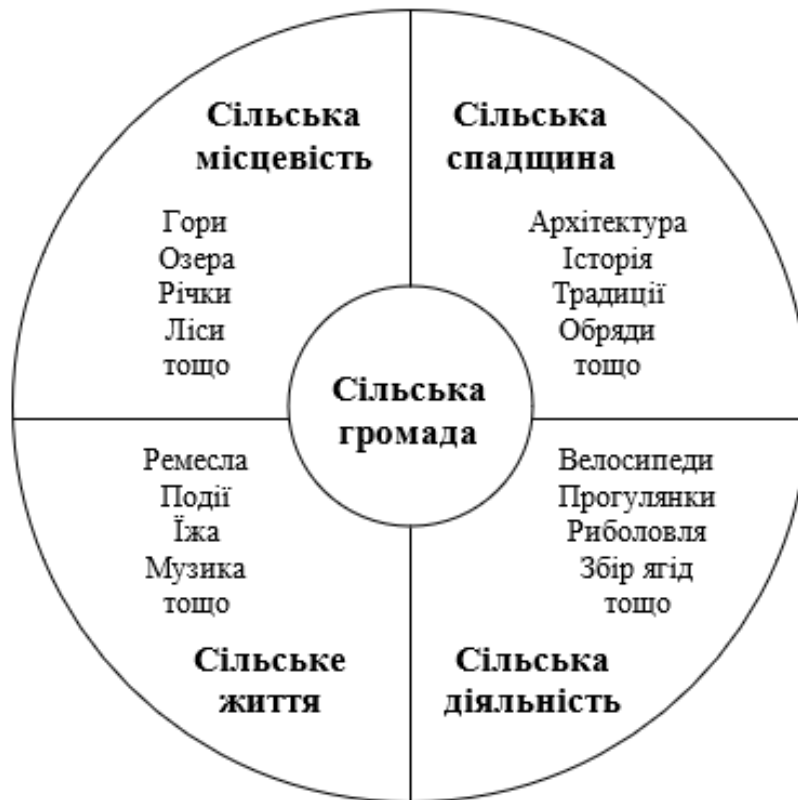 Сільська
місцевість
Гори
Озера
Річки
Ліси
тощо
Сільська
спадщина
Архітектура
Історія
Традиції
Обряди
тощо
Сільська
громада
Ремесла
Події
Їжа
Музика
тощо
Сільське
життя
Велосипеди
Прогулянки
Риболовля
Збір ягід
тощо
Сільська
діяльність